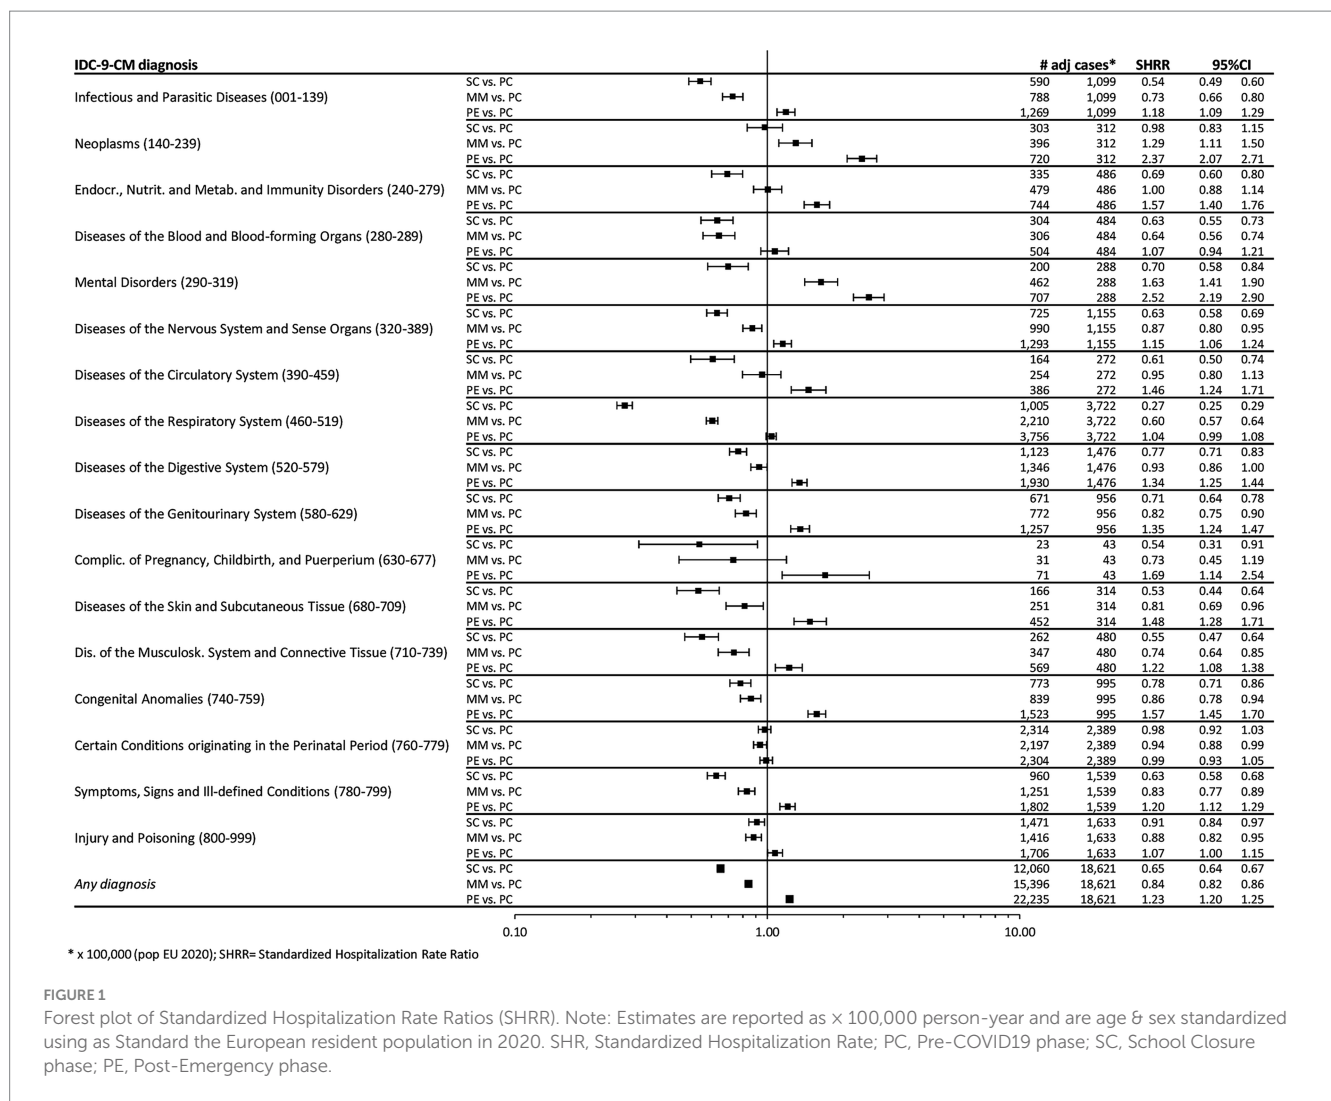 IDC-9-CM diagnosis # adj cases* SHRR 95%CI
SC vs. PC 590 1,099 0.54 0.49 0.60
Infectious and Parasitic Diseases (001-139) MM vs. PC 788 1,099 0.73 0.66 0.80
PE vs. PC 1,269 1,099 1.18 1.09 1.29
SC vs. PC 303 312 0.98 0.83 1.15
Neoplasms (140-239) MM vs. PC 396 312 1.29 1.11 1.50
PE vs. PC 720 312 2.37 2.07 2.71
SC vs. PC 335 486 0.69 0.60 0.80
Endocr., Nutrit. and Metab. and Immunity Disorders (240-279) MM vs. PC 479 486 1.00 0.88 1.14
PE vs. PC 744 486 1.57 1.40 1.76
SC vs. PC 304 484 0.63 0.55 0.73
Diseases of the Blood and Blood-forming Organs (280-289) MM vs. PC 306 484 0.64 0.56 0.74
PE vs. PC 504 484 1.07 0.94 1.21
SC vs. PC 200 288 0.70 0.58 0.84
Mental Disorders (290-319) MM vs. PC 462 288 1.63 1.41 1.90
PE vs. PC 707 288 2.52 2.19 2.90
SC vs. PC 725 1,155 0.63 0.58 0.69
Diseases of the Nervous System and Sense Organs (320-389) MM vs. PC 990 1,155 0.87 0.80 0.95
PE vs. PC 1,293 1,155 1.15 1.06 1.24
SC vs. PC 164 272 0.61 0.50 0.74
Diseases of the Circulatory System (390-459) MM vs. PC 254 272 0.95 0.80 1.13
PE vs. PC 386 272 1.46 1.24 1.71
SC vs. PC 1,005 3,722 0.27 0.25 0.29
Diseases of the Respiratory System (460-519) MM vs. PC 2,210 3,722 0.60 0.57 0.64
PE vs. PC 3,756 3,722 1.04 0.99 1.08
SC vs. PC 1,123 1,476 0.77 0.71 0.83
Diseases of the Digestive System (520-579) MM vs. PC 1,346 1,476 0.93 0.86 1.00
PE vs. PC 1,930 1,476 1.34 1.25 1.44
SC vs. PC 671 956 0.71 0.64 0.78
Diseases of the Genitourinary System (580-629) MM vs. PC 772 956 0.82 0.75 0.90
PE vs. PC 1,257 956 1.35 1.24 1.47
SC vs. PC 23 43 0.54 0.31 0.91
Complic. of Pregnancy, Childbirth, and Puerperium (630-677) MM vs. PC 31 43 0.73 0.45 1.19
PE vs. PC 71 43 1.69 1.14 2.54
SC vs. PC 166 314 0.53 0.44 0.64
Diseases of the Skin and Subcutaneous Tissue (680-709) MM vs. PC 251 314 0.81 0.69 0.96
PE vs. PC 452 314 1.48 1.28 1.71
SC vs. PC 262 480 0.55 0.47 0.64
Dis. of the Musculosk. System and Connective Tissue (710-739) MM vs. PC 347 480 0.74 0.64 0.85
PE vs. PC 569 480 1.22 1.08 1.38
SC vs. PC 773 995 0.78 0.71 0.86
Congenital Anomalies (740-759) MM vs. PC 839 995 0.86 0.78 0.94
PE vs. PC 1,523 995 1.57 1.45 1.70
SC vs. PC 2,314 2,389 0.98 0.92 1.03
Certain Conditions originating in the Perinatal Period (760-779) MM vs. PC 2,197 2,389 0.94 0.88 0.99
PE vs. PC 2,304 2,389 0.99 0.93 1.05
SC vs. PC 960 1,539 0.63 0.58 0.68
Symptoms, Signs and Ill-defined Conditions (780-799) MM vs. PC 1,251 1,539 0.83 0.77 0.89
PE vs. PC 1,802 1,539 1.20 1.12 1.29
SC vs. PC 1,471 1,633 0.91 0.84 0.97
Injury and Poisoning (800-999) MM vs. PC 1,416 1,633 0.88 0.82 0.95
PE vs. PC 1,706 1,633 1.07 1.00 1.15
SC vs. PC 12,060 18,621 0.65 0.64 0.67
Any diagnosis MM vs. PC 15,396 18,621 0.84 0.82 0.86
PE vs. PC 22,235 18,621 1.23 1.20 1.25
0.10 1.00 10.00
* x 100,000 (pop EU 2020); SHRR= Standardized Hospitalization Rate Ratio
FIGURE 1
Forest plot of Standardized Hospitalization Rate Ratios (SHRR). Note: Estimates are reported as × 100,000 person-year and are age & sex standardized
using as Standard the European resident population in 2020. SHR, Standardized Hospitalization Rate; PC, Pre-COVID19 phase; SC, School Closure
phase; PE, Post-Emergency phase.